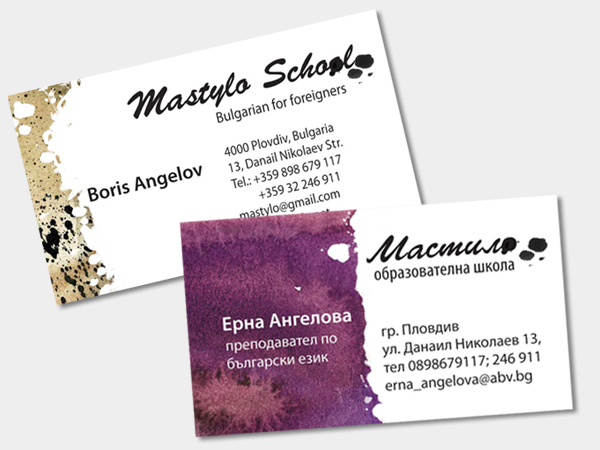 Mastylo School
Bulgarian for foreigners
Boris Angelov
4000 Plovdiv, Bulgaria
13, Danail Nikolaev Str.
Tel.: +359 898 679 117
+359 32 246 911
mastylo@gmail.com
Мастило
образователна школа
Ерна Ангелова
преподавател по
български език
гр. Пловдив
ул. Данаил Николаев 13,
тел 0898679117; 246 911
erna_angelova@abv.bg